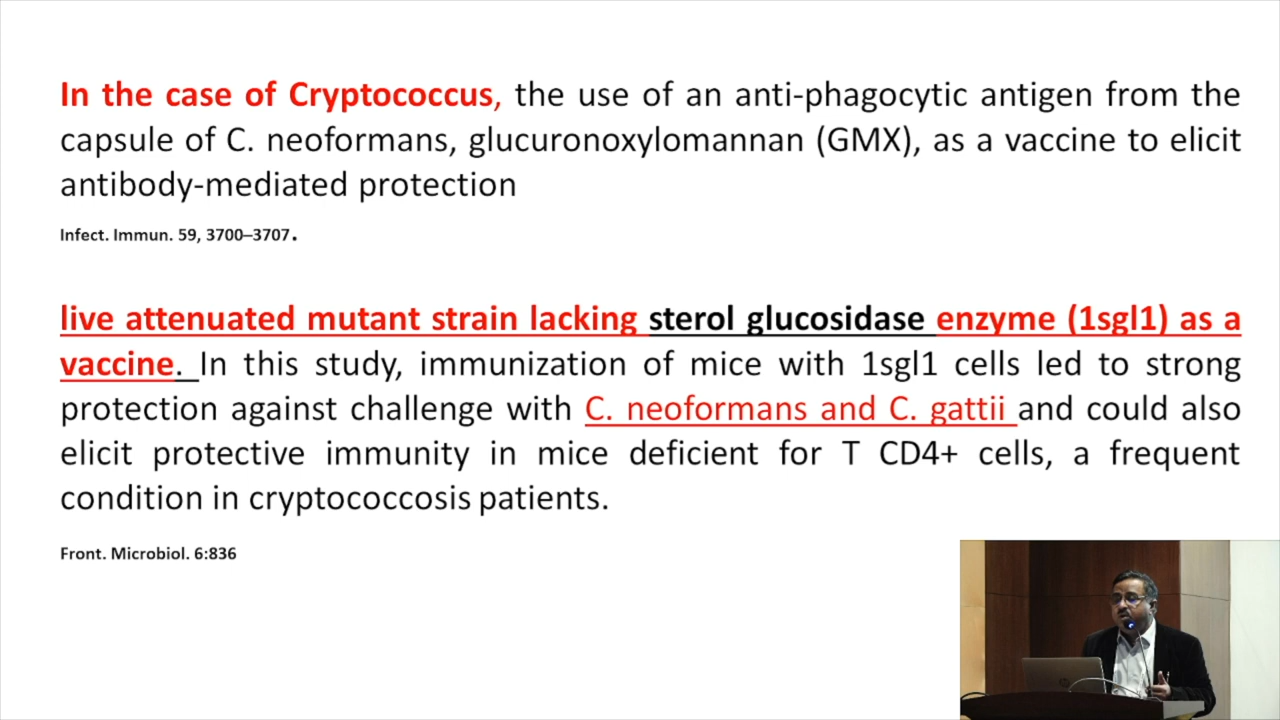 In the case of Cryptococcus, the use of an anti-phagocytic antigen from the
capsule of C. neoformans, glucuronoxylomannan (GMX), as a vaccine to elicit
antibody-mediated protection
Infect. Immun. 59, 3700–3707.
live attenuated mutant strain lacking sterol glucosidase enzyme (1sgl1) as a
vaccine. In this study, immunization of mice with 1sgl1 cells led to strong
protection against challenge with C. neoformans and C. gattii and could also
elicit protective immunity in mice deficient for T CD4+ cells, a frequent
condition in cryptococcosis patients.
Front. Microbiol. 6:836